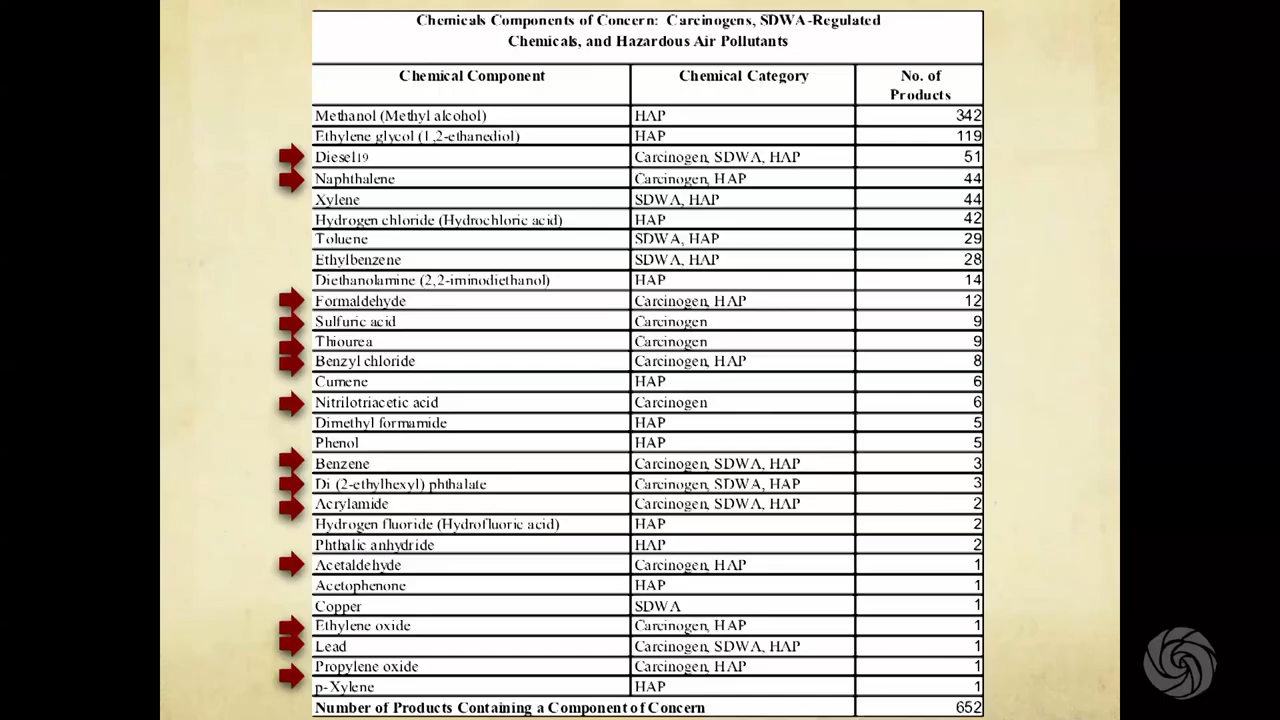 Chemicals Components of Concern: Carcinogens, SDWA-Regulated
Chemicals, and Hazardous Air Pollutants
Chemical Component Chemical Category No. of
Products
Methanol (Methyl alcohol) HAP 342
Ethylene glycol (1,2-ethanediol) HAP 119
Diesel19 Carcinogen, SDWA, HAP 51
Naphthalene Carcinogen, HAP 44
Xylene SDWA, HAP 44
Hydrogen chloride (Hydrochloric acid) HAP 42
Toluene SDWA, HAP 29
Ethylbenzene SDWA, HAP 28
Diethanolamine (2,2-iminodiethanol) HAP 14
Formaldehyde Carcinogen, HAP 12
Sulfuric acid Carcinogen 9
Thiourea Carcinogen 9
Benzyl chloride Carcinogen, HAP 8
Cumene HAP 6
Nitrilotriacetic acid Carcinogen 6
Dimethyl formamide HAP 5
Phenol HAP 5
Benzene Carcinogen, SDWA, HAP 3
Di (2-ethylhexyl) phthalate Carcinogen, SDWA, HAP 3
Acrylamide Carcinogen, SDWA, HAP 2
Hydrogen fluoride (Hydrofluoric acid) HAP 2
Phthalic anhydride HAP 2
Acetaldehyde Carcinogen, HAP 1
Acetophenone HAP 1
Copper SDWA 1
Ethylene oxide Carcinogen, HAP 1
Lead Carcinogen, SDWA, HAP 1
Propylene oxide Carcinogen, HAP 1
p-Xylene HAP 1
Number of Products Containing a Component of Concern 652